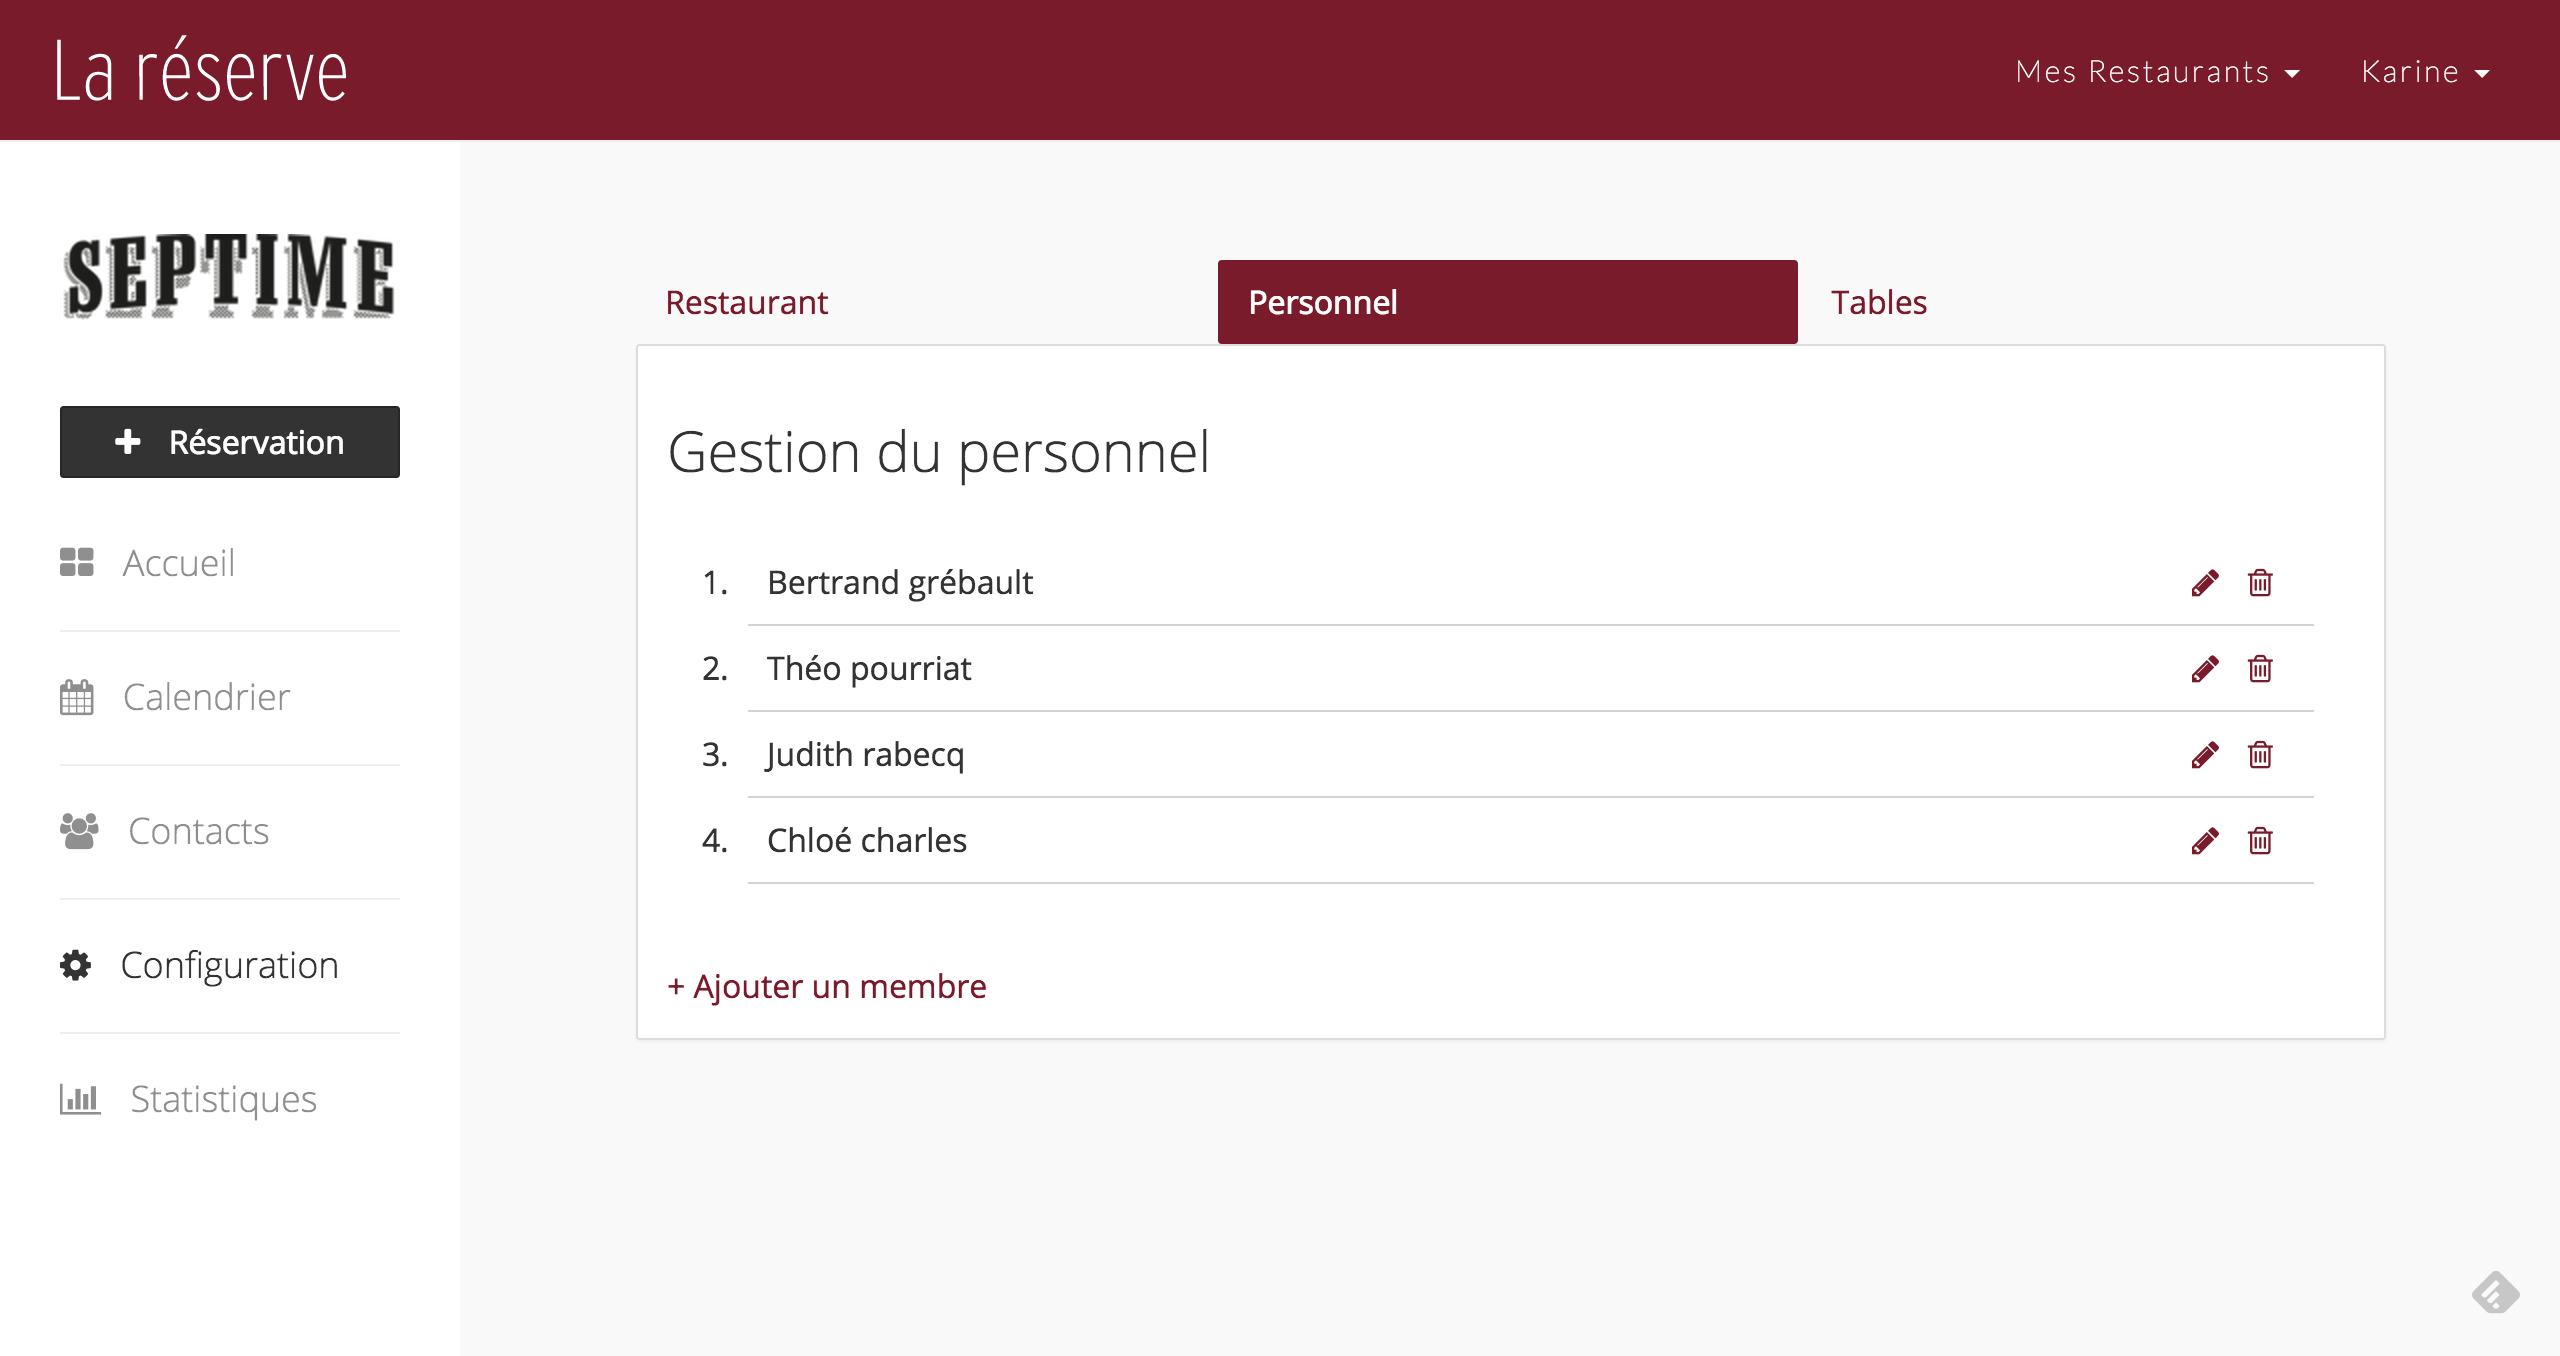 La réserve
Mes Restaurants
Karine
SEPTIME
Réservation
Accueil
Calendrier
Contacts
Configuration
Statistiques
Restaurant
Personnel
Tables
Gestion du personnel
1. Bertrand grébault
2. Théo pourriat
3. Judith rabecq
4. Chloé charles
+ Ajouter un membre